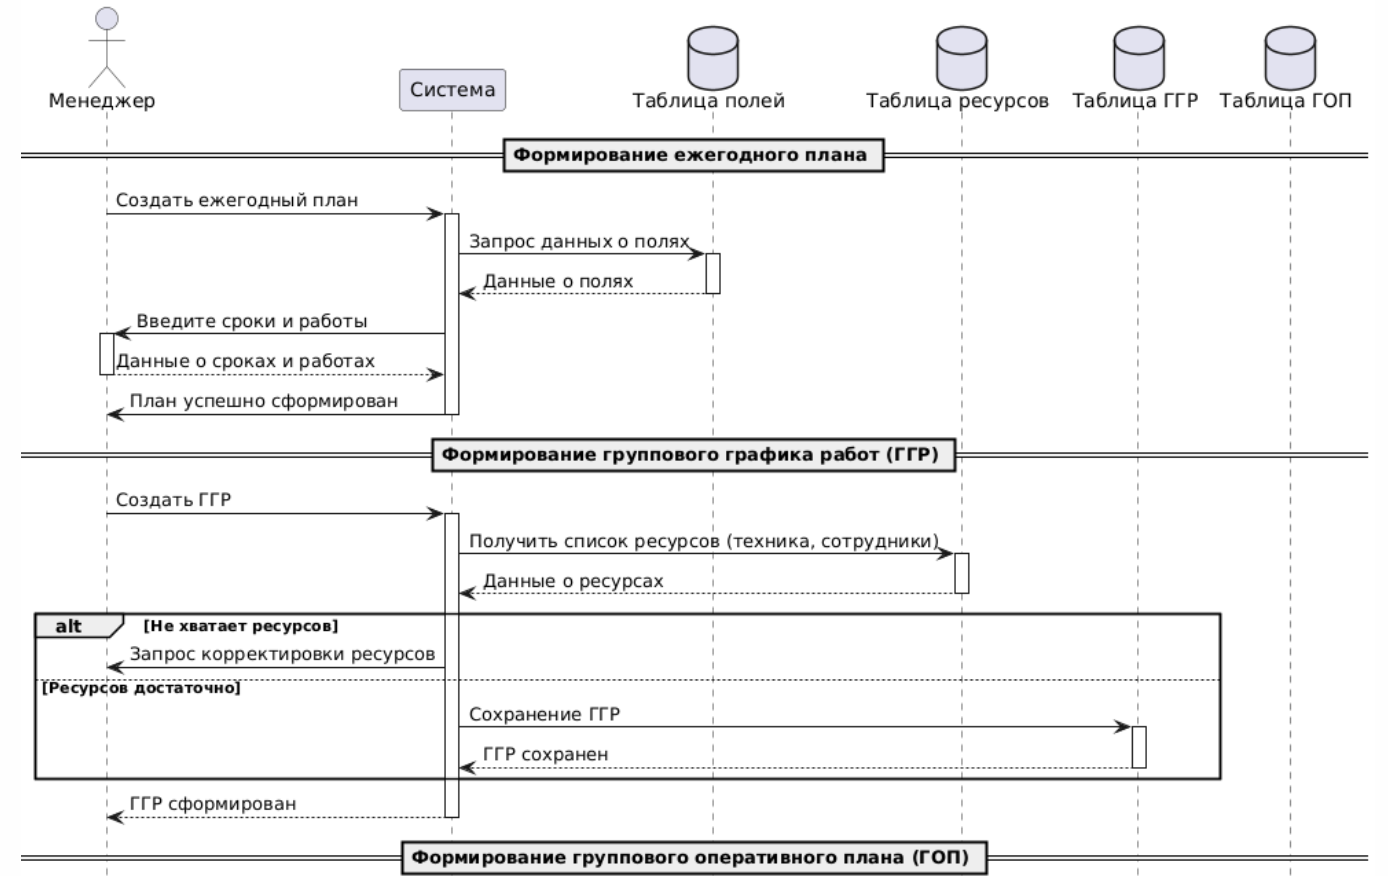 Менеджер
Система
Таблица полей
Таблица ресурсов
Таблица ГГР
Таблица ГОП
Формирование ежегодного плана
Создать ежегодный план
Запрос данных о полях
Данные о полях
Введите сроки и работы
Данные о сроках и работах
План успешно сформирован
Формирование группового графика работ (ГГР)
Создать ГГР
Получить список ресурсов (техника, сотрудники)
Данные о ресурсах
alt
[Не хватает ресурсов]
Запрос корректировки ресурсов
[Ресурсов достаточно]
Сохранение ГГР
ГГР сохранен
ГГР сформирован
Формирование группового оперативного плана (ГОП)